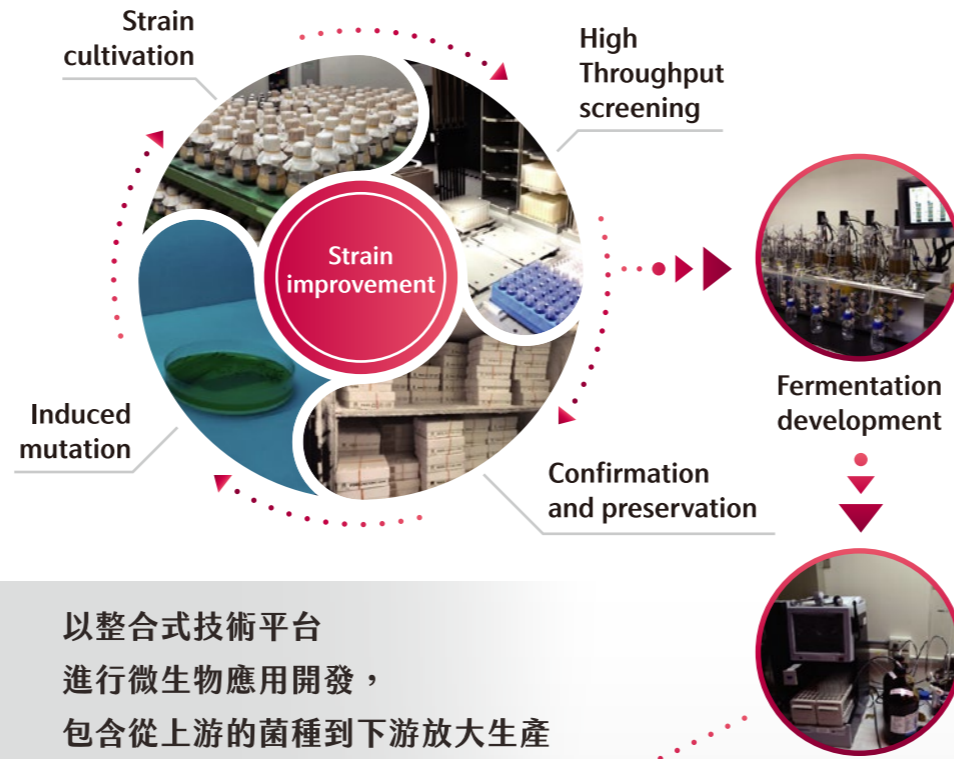 Strain
cultivation
High
Throughput
screening
Strain
improvement
Induced
mutation
Confirmation
and preservation
Fermentation
development
以整合式技術平台
進行微生物應用開發，
包含從上游的菌種到下游放大生產